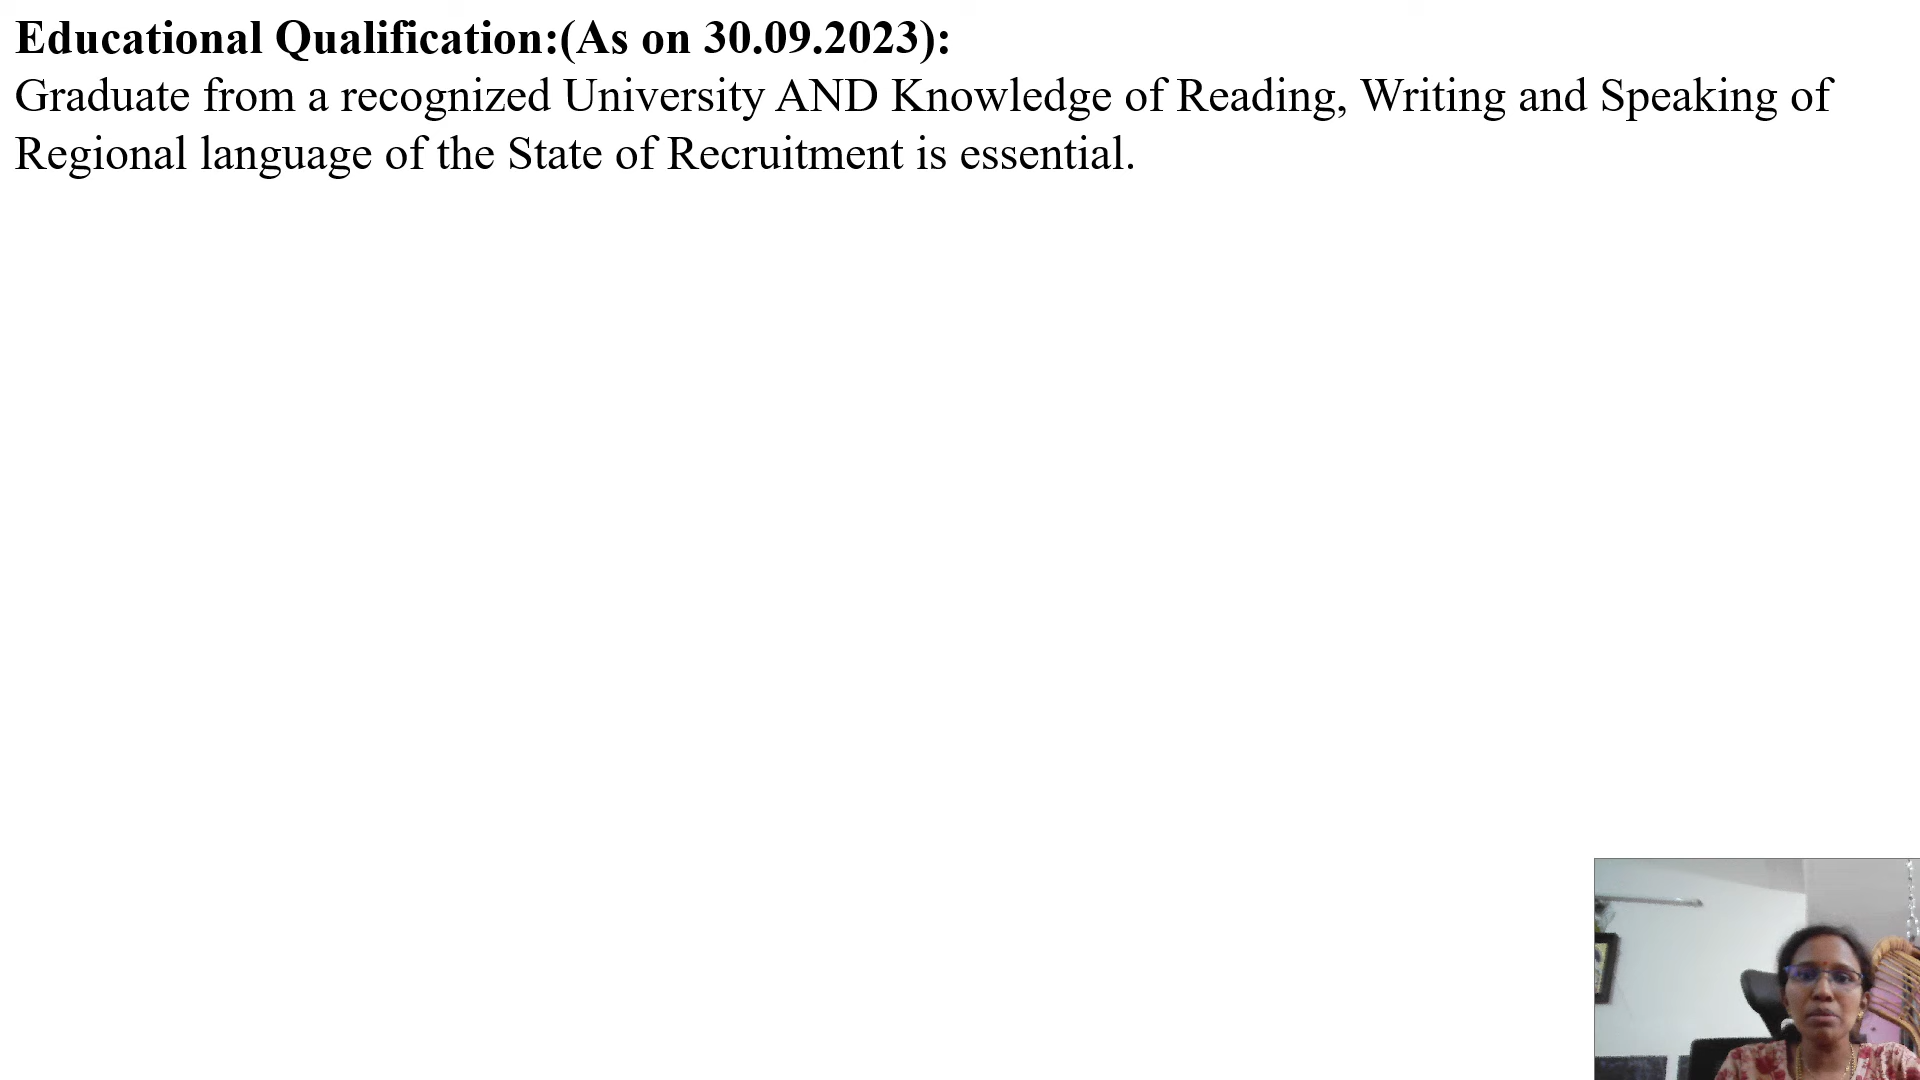 Educational Qualification:(As on 30.09.2023):
Graduate from a recognized University AND Knowledge of Reading, Writing and Speaking of
Regional language of the State of Recruitment is essential.